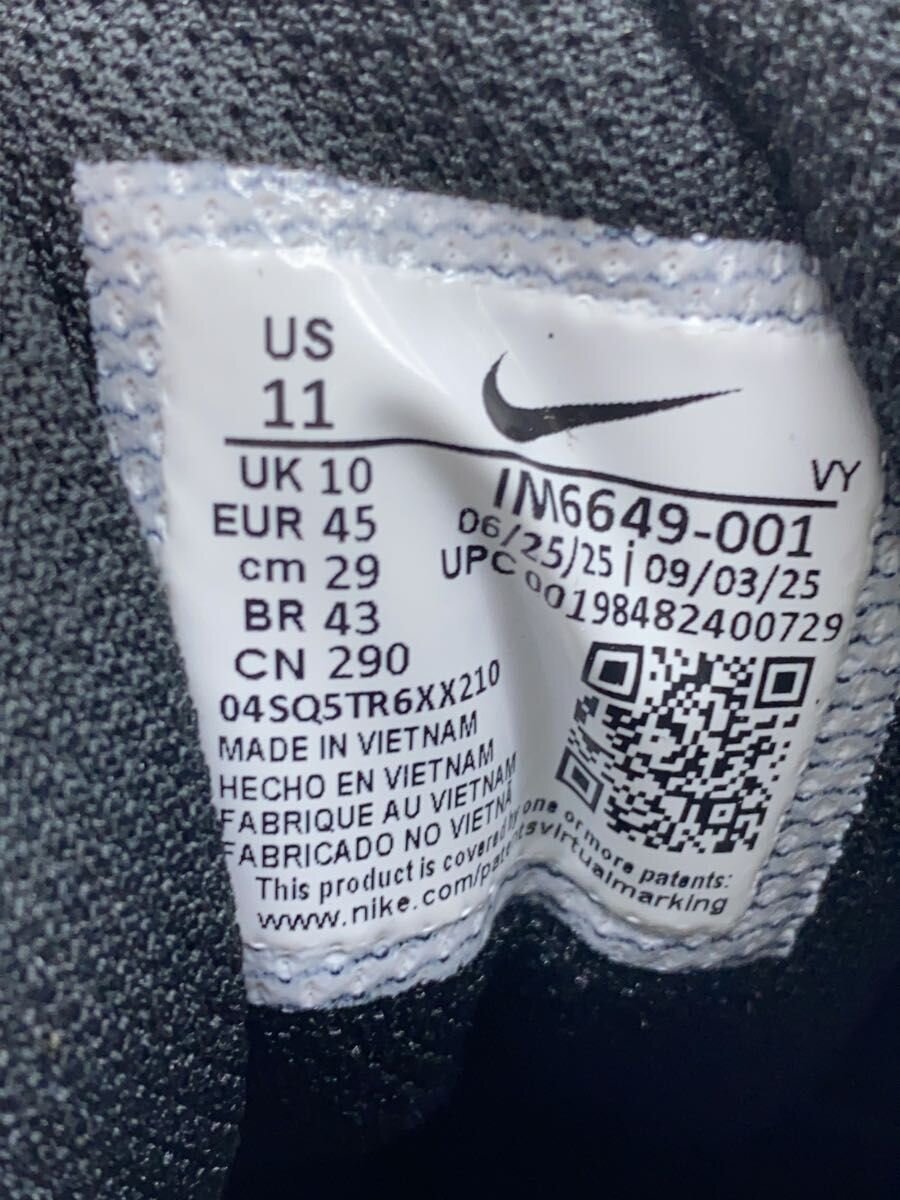 US
11
UK 10
EUR 45
cm 29
BR 43
CN 290
04SQ5TR6XX210
MADE IN VIETNAM
HECHO EN VIETNAM
FABRIQUE AU VIETNAM
FABRICADO NO VIETNA
This product is covered by one or more patents:
www.nike.com/patentsvirtualmarking
VY
IM6649-001
06/25/25 | 09/03/25
UPC 00198482400729